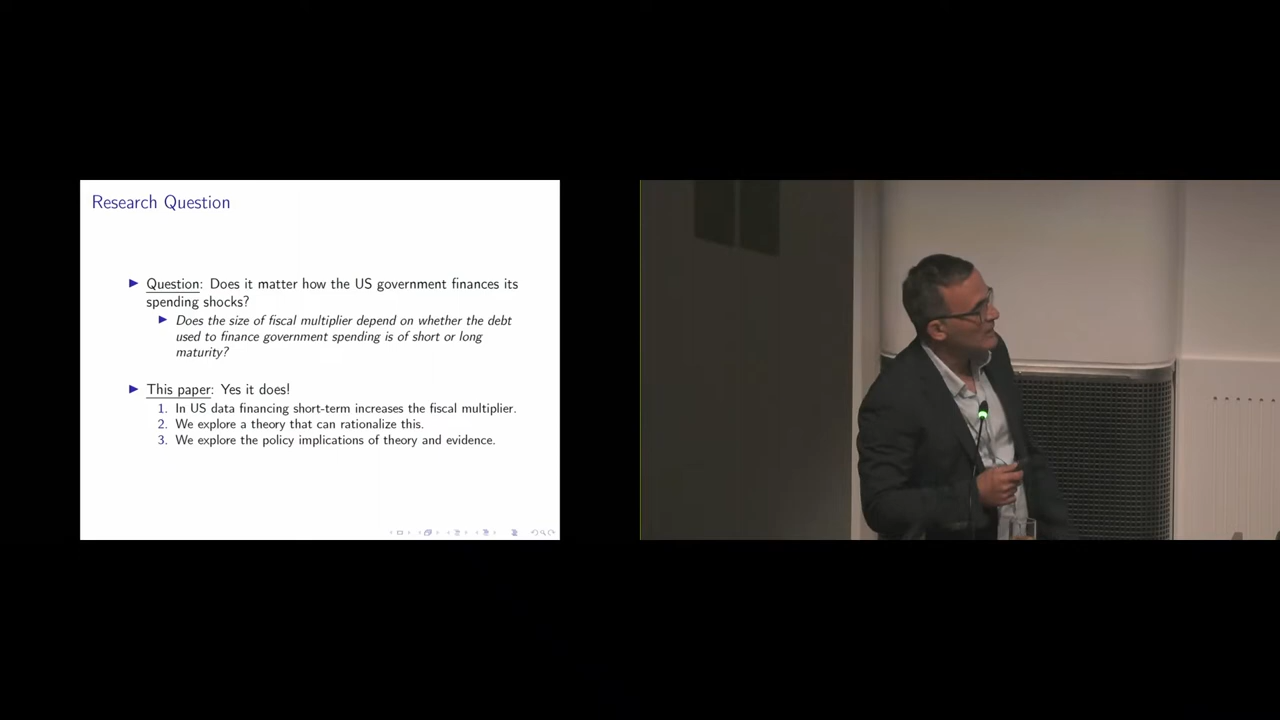 Research Question
Question: Does it matter how the US government finances its
spending shocks?
Does the size of fiscal multiplier depend on whether the debt
used to finance government spending is of short or long
maturity?
This paper: Yes it does!
1. In US data financing short-term increases the fiscal multiplier.
2. We explore a theory that can rationalize this.
3. We explore the policy implications of theory and evidence.